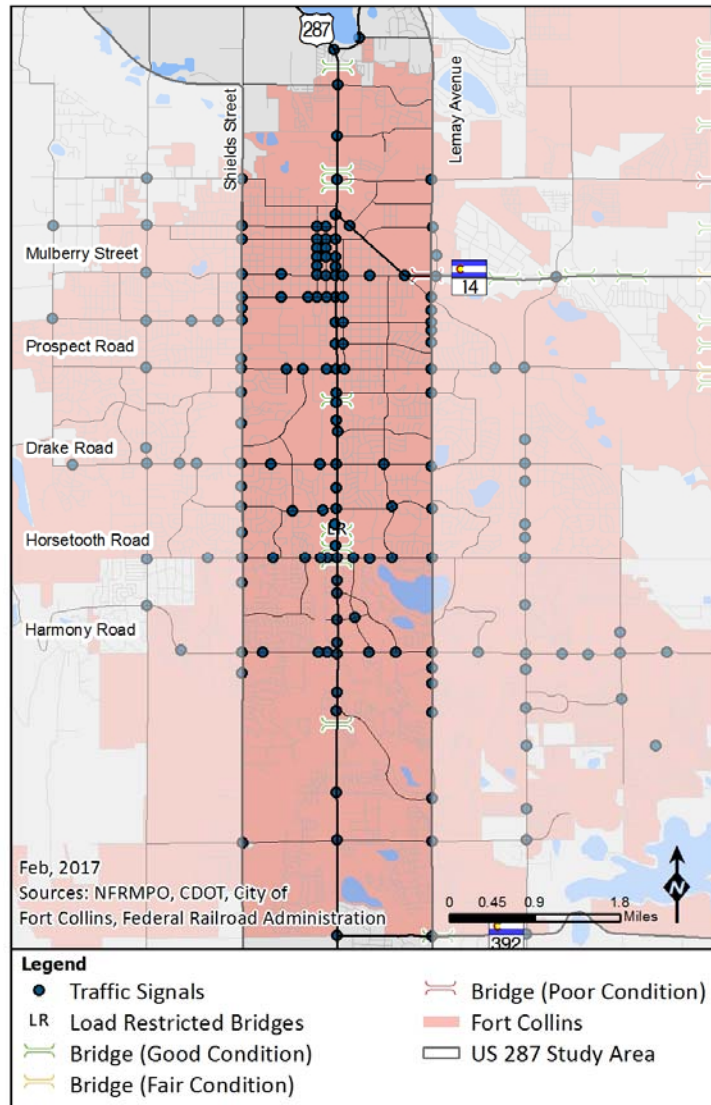 287
Shields Street
Lemay Avenue
Mulberry Street
14
Prospect Road
Drake Road
LR
Horsetooth Road
Harmony Road
Feb, 2017
Sources: NFRMPO, CDOT, City of
Fort Collins, Federal Railroad Administration
N
0 0.45 0.9 1.8
Miles
392
Legend
Traffic Signals
LR Load Restricted Bridges
Bridge (Good Condition)
Bridge (Fair Condition)
Bridge (Poor Condition)
Fort Collins
US 287 Study Area